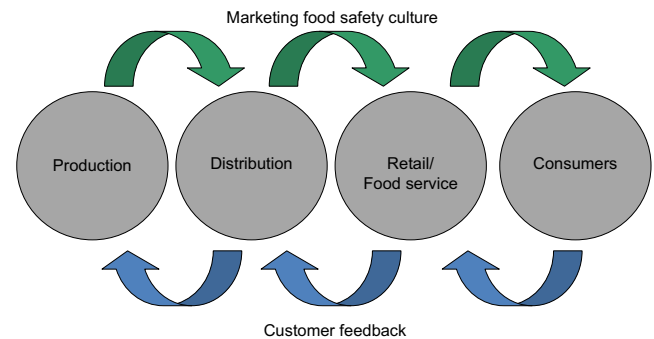 Marketing food safety culture
Production
Distribution
Retail/
Food service
Consumers
Customer feedback